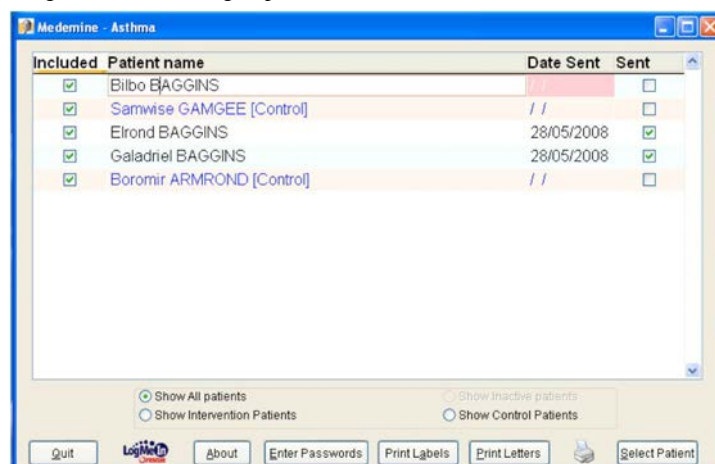 Medemine - Asthma
Included Patient name Date Sent Sent
Bilbo BAGGINS / /
Samwise GAMGEE [Control] / /
Elrond BAGGINS 28/05/2008
Galadriel BAGGINS 28/05/2008
Boromir ARMROND [Control] / /
Show All patients Show Inactive patients
Show Intervention Patients Show Control Patients
Quit LogMeIn About Enter Passwords Print Labels Print Letters Select Patient